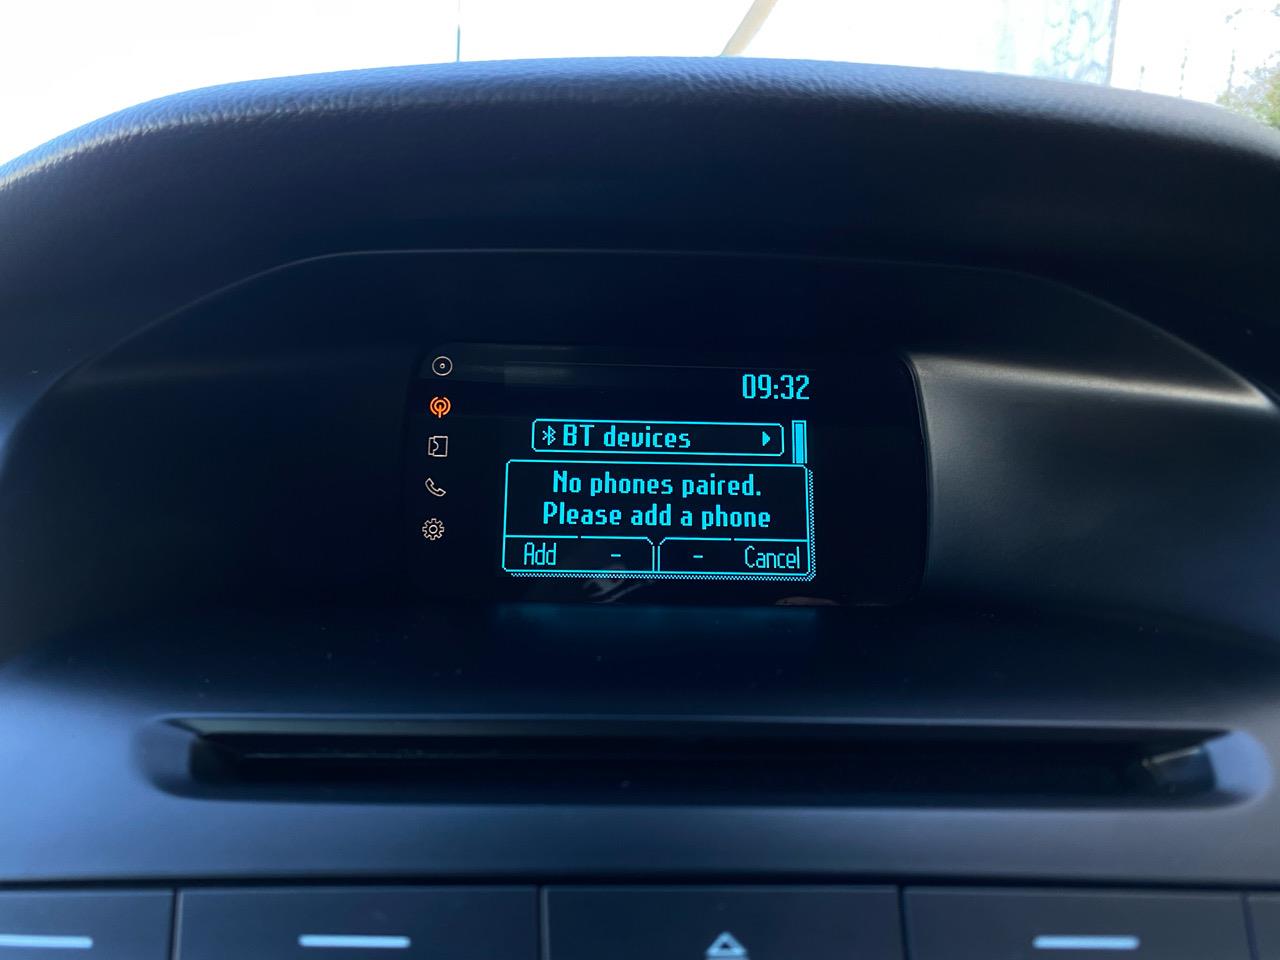 09:32
BT devices
No phones paired.
Please add a phone
Add - - Cancel